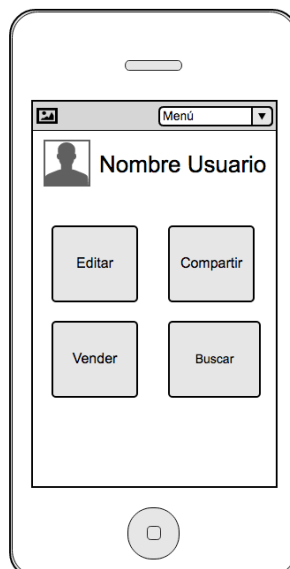 Menú
Nombre Usuario
Editar
Compartir
Vender
Buscar